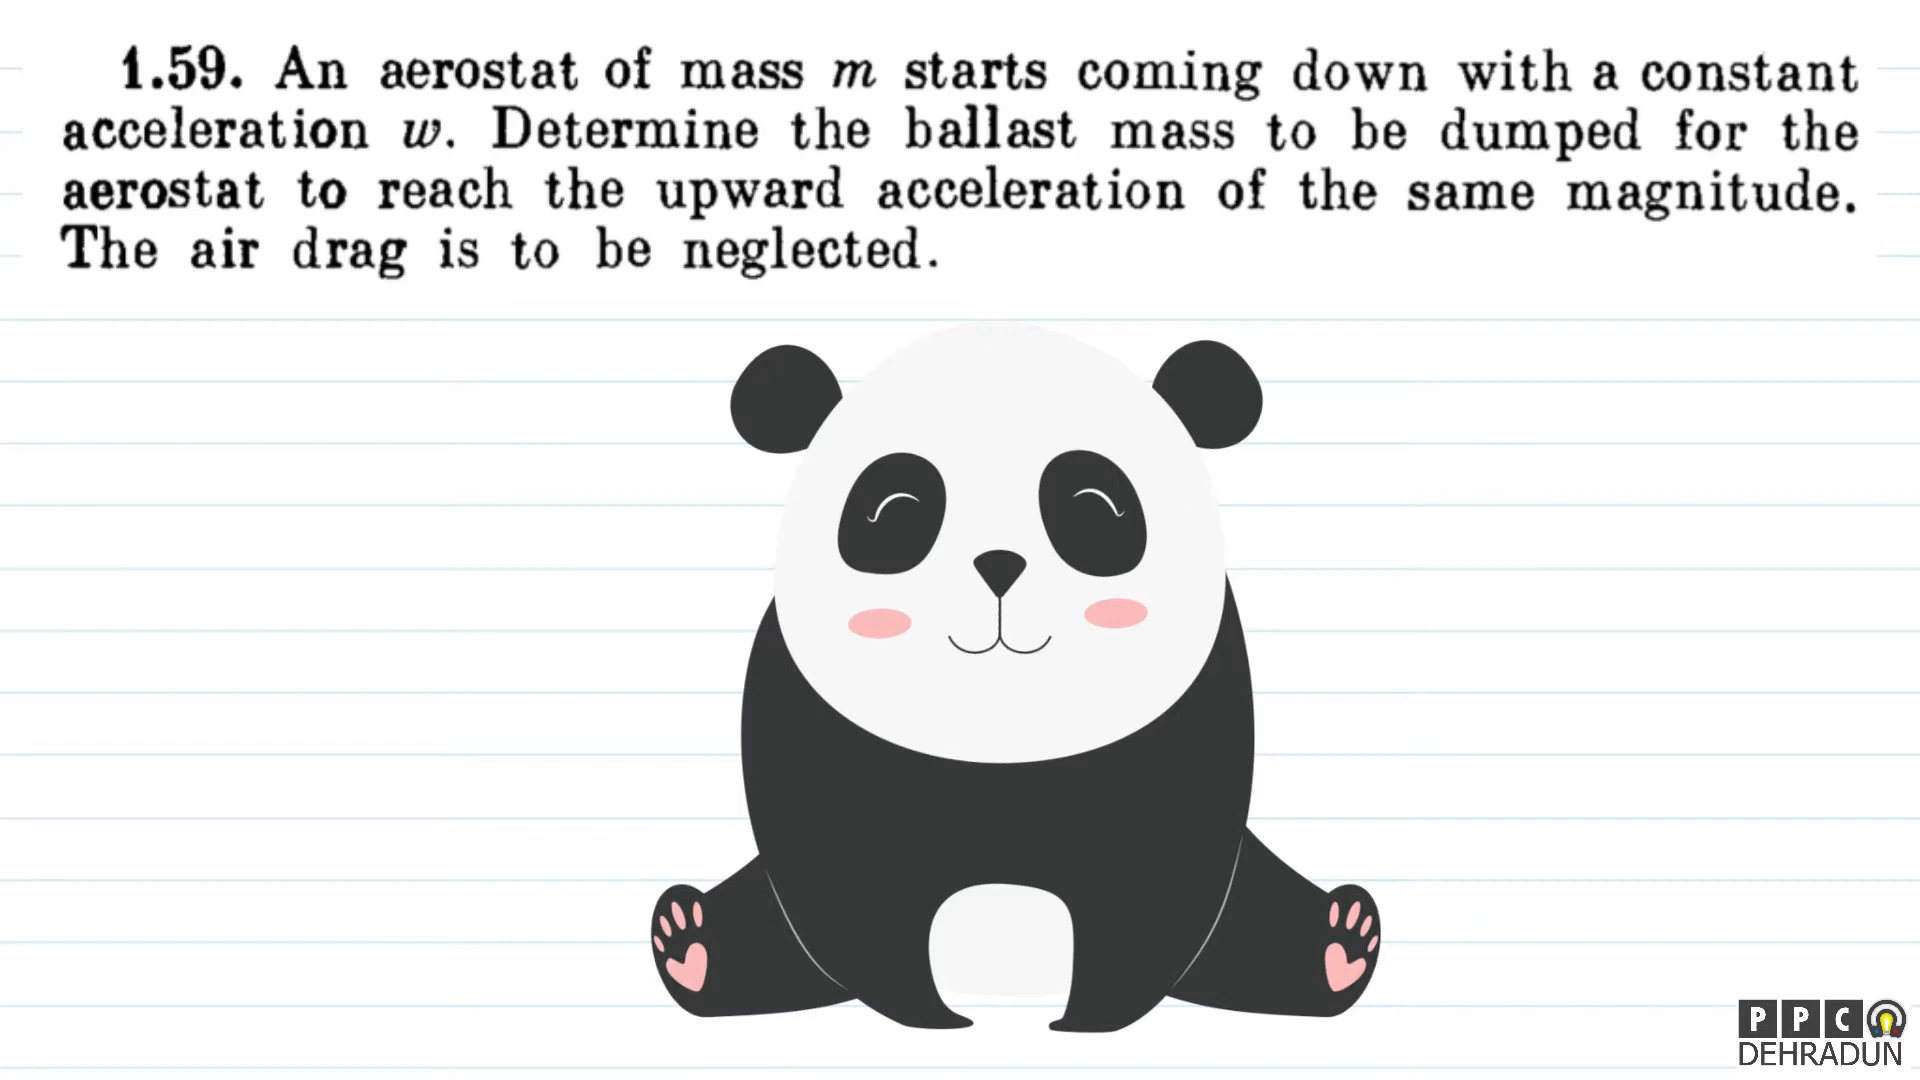 1.59. An aerostat of mass m starts coming down with a constant
acceleration w. Determine the ballast mass to be dumped for the
aerostat to reach the upward acceleration of the same magnitude.
The air drag is to be neglected.
PPC
DEHRADUN